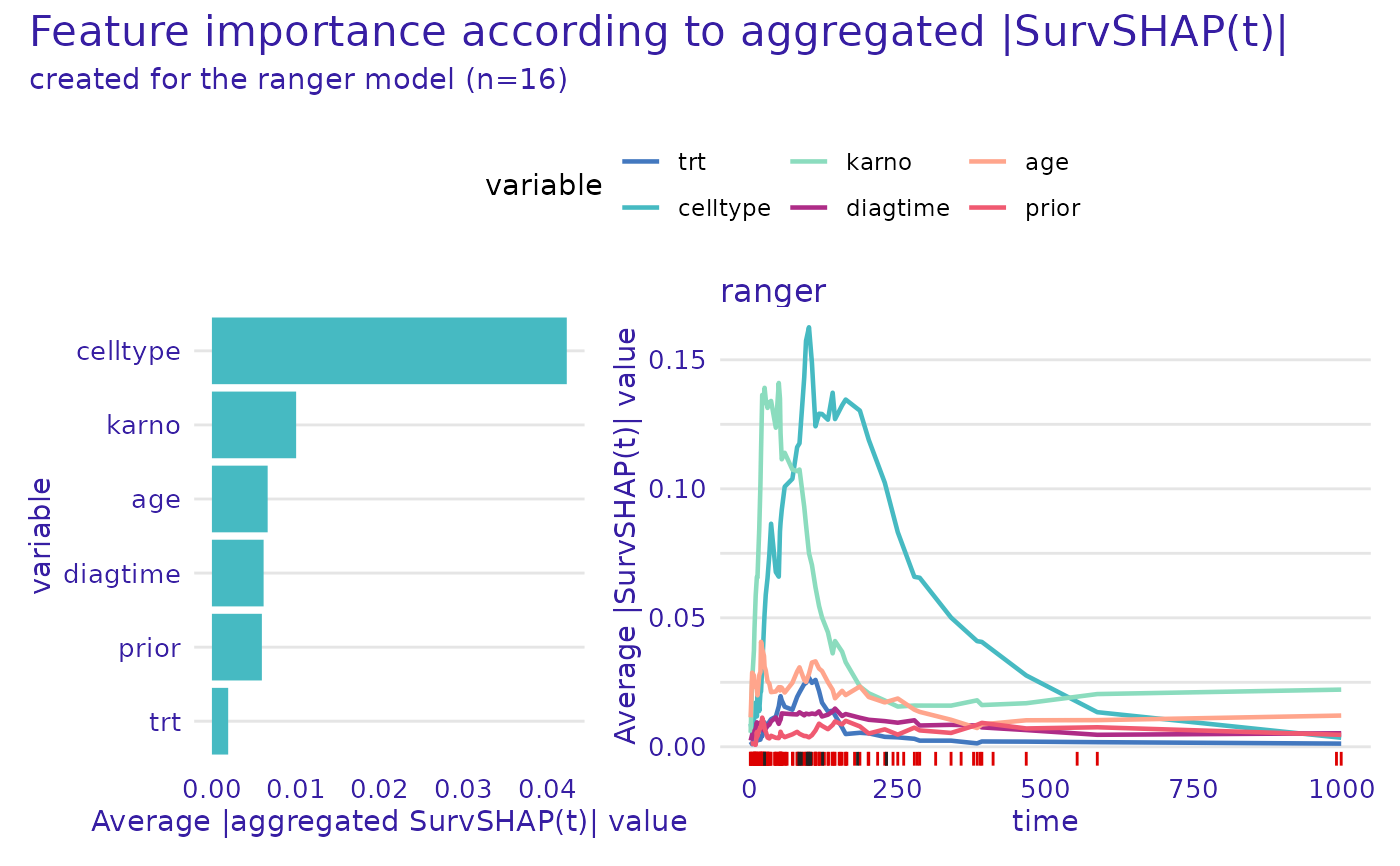 Feature importance according to aggregated |SurvSHAP(t)|
created for the ranger model (n=16)
variable
trt
karno
age
celltype
diagtime
prior
variable
celltype
karno
age
diagtime
prior
trt
0.00 0.01 0.02 0.03 0.04
Average |aggregated SurvSHAP(t)| value
ranger
Average |SurvSHAP(t)| value
0.15
0.10
0.05
0.00
0 250 500 750 1000
time